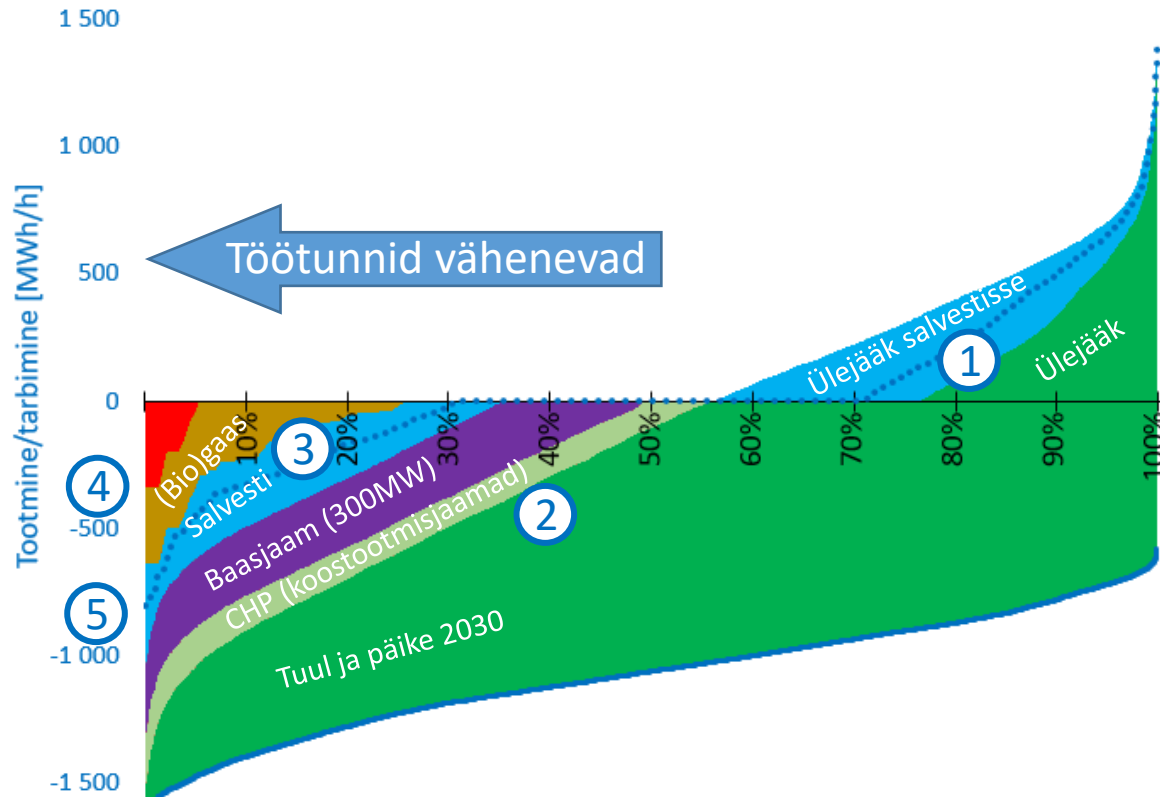 1 500
1 000
500
0
-500
-1 000
-1 500
Tootmine/tarbimine [MWh/h]
Töötunnid vähenevad
Ülejääk salvestisse
Ülejääk
1
10%
20%
30%
40%
50%
60%
70%
80%
90%
100%
(Bio)gaas
3
4
Salvesti
2
Baasjaam (300MW)
CHP (koostootmisjaamad)
5
Tuul ja päike 2030